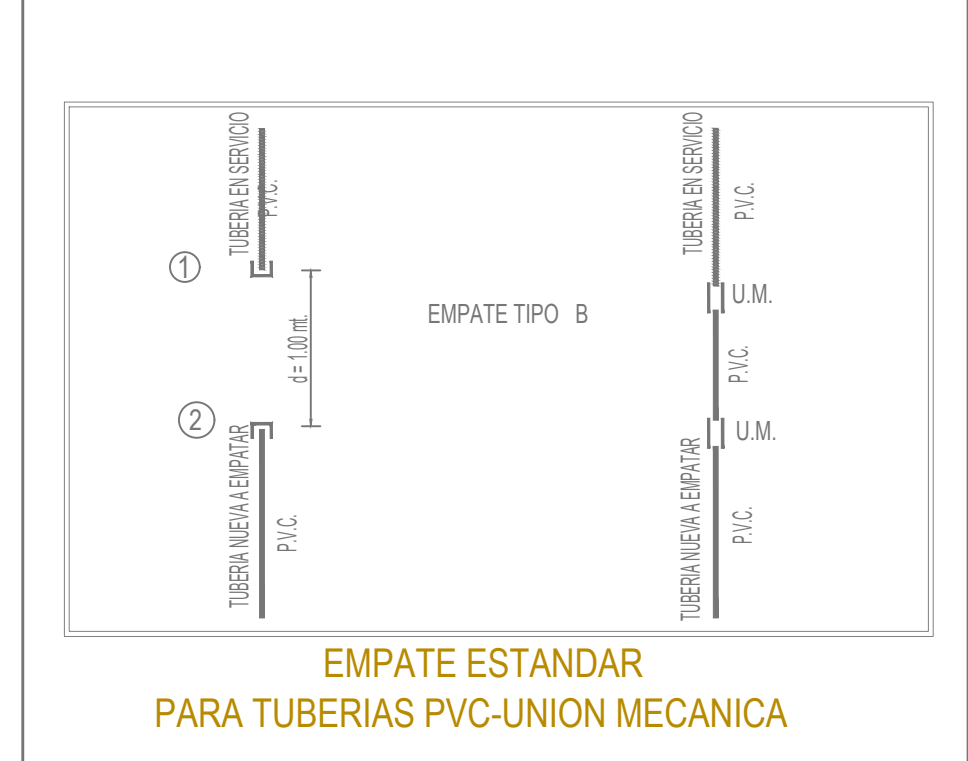 TUBERIA EN SERVICIO
P.V.C.
1
d = 1.00 mt.
2
TUBERIA NUEVA A EMPATAR
P.V.C.
EMPATE TIPO B
TUBERIA EN SERVICIO
P.V.C.
U.M.
P.V.C.
U.M.
TUBERIA NUEVA A EMPATAR
P.V.C.
EMPATE ESTANDAR
PARA TUBERIAS PVC-UNION MECANICA